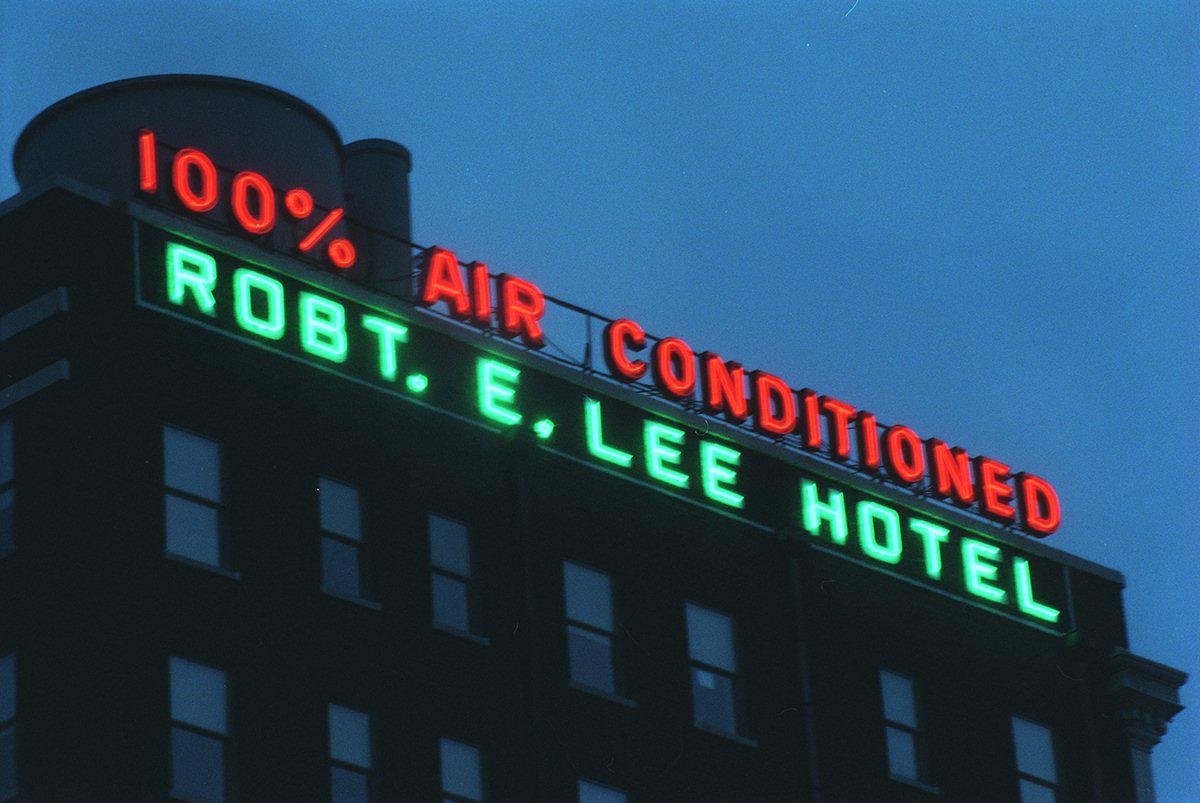 100% AIR CONDITIONED
ROBT. E. LEE HOTEL